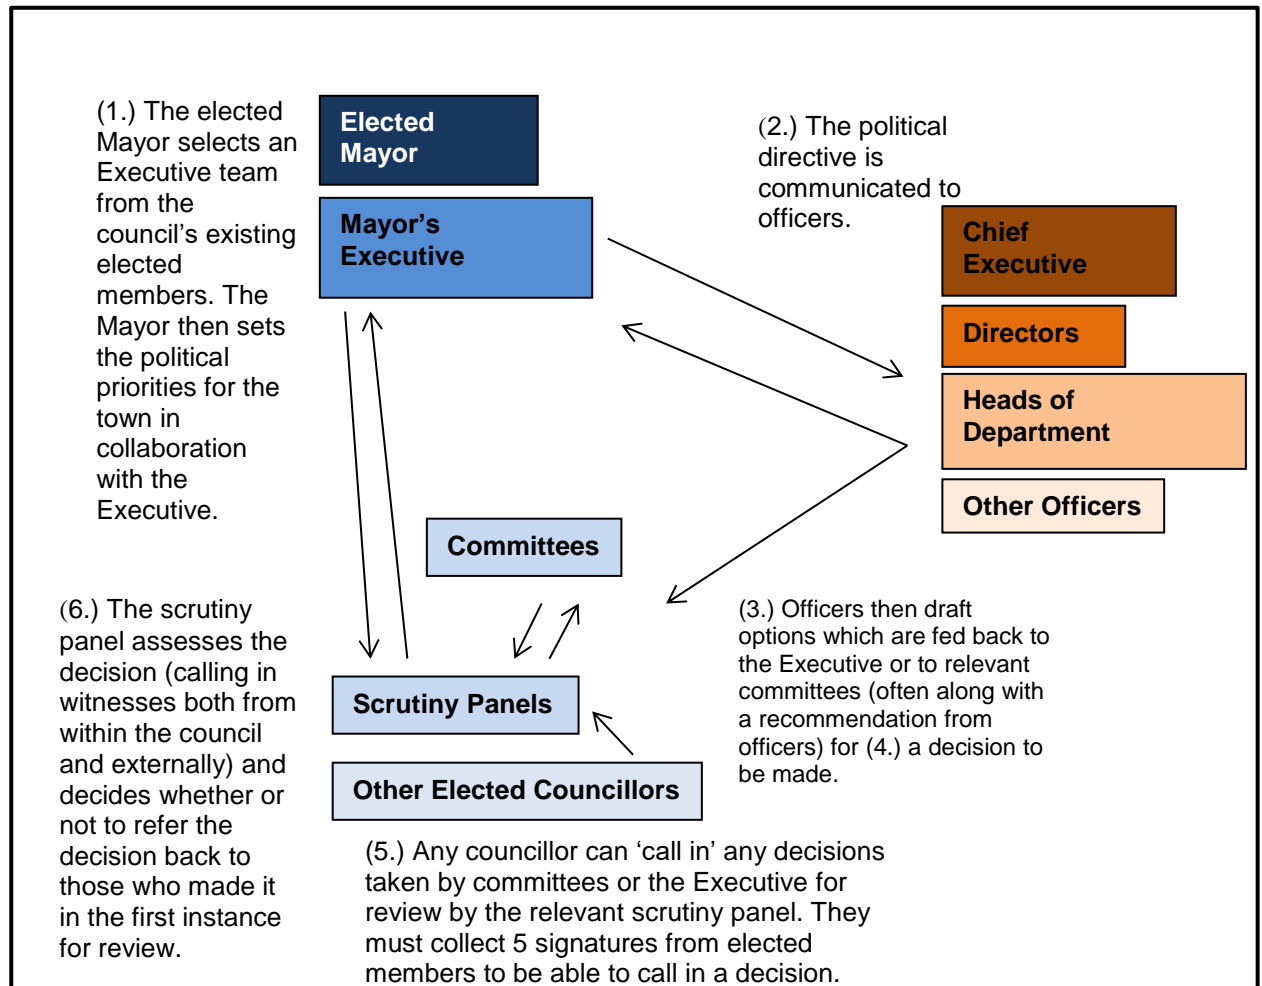 (1.) The elected
Mayor selects an
Executive team
from the
council’s existing
elected
members. The
Mayor then sets
the political
priorities for the
town in
collaboration
with the
Executive.
Elected
Mayor
Mayor’s
Executive
(2.) The political
directive is
communicated to
officers.
Chief
Executive
Directors
Heads of
Department
Other Officers
Committees
(3.) Officers then draft
options which are fed back to
the Executive or to relevant
committees (often along with
a recommendation from
officers) for (4.) a decision to
be made.
Scrutiny Panels
Other Elected Councillors
(5.) Any councillor can ‘call in’ any decisions
taken by committees or the Executive for
review by the relevant scrutiny panel. They
must collect 5 signatures from elected
members to be able to call in a decision.
(6.) The scrutiny
panel assesses the
decision (calling in
witnesses both from
within the council
and externally) and
decides whether or
not to refer the
decision back to
those who made it
in the first instance
for review.